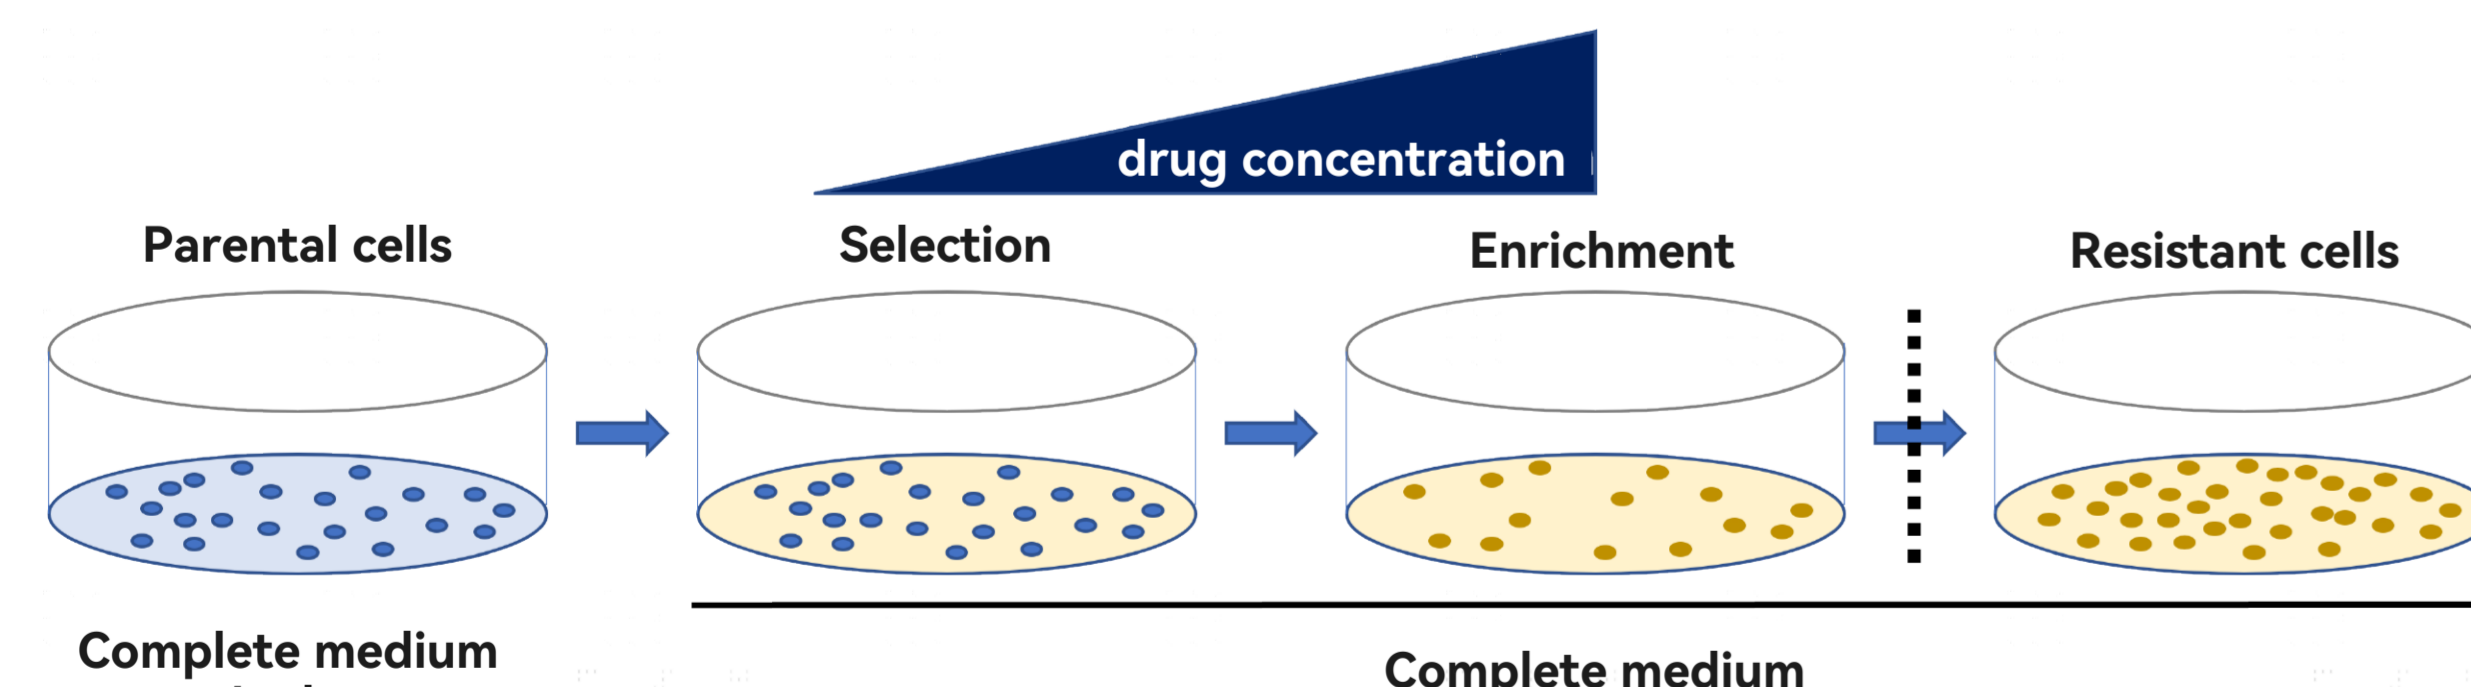 drug concentration
Parental cells
Selection
Enrichment
Resistant cells
Complete medium
Complete medium